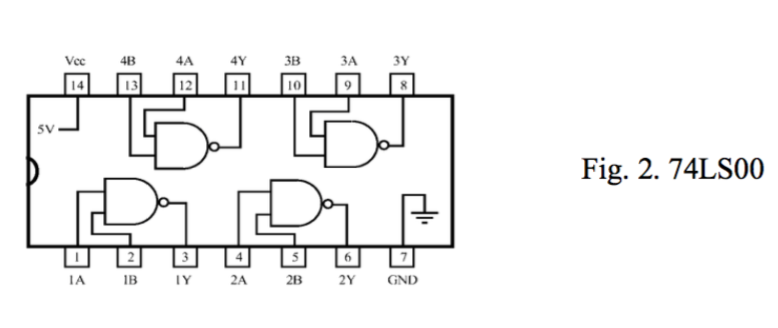 Vcc 4B 4A 4Y 3B 3A 3Y
14 13 12 11 10 9 8
5V
Fig. 2. 74LS00
1 2 3 4 5 6 7
1A 1B 1Y 2A 2B 2Y GND